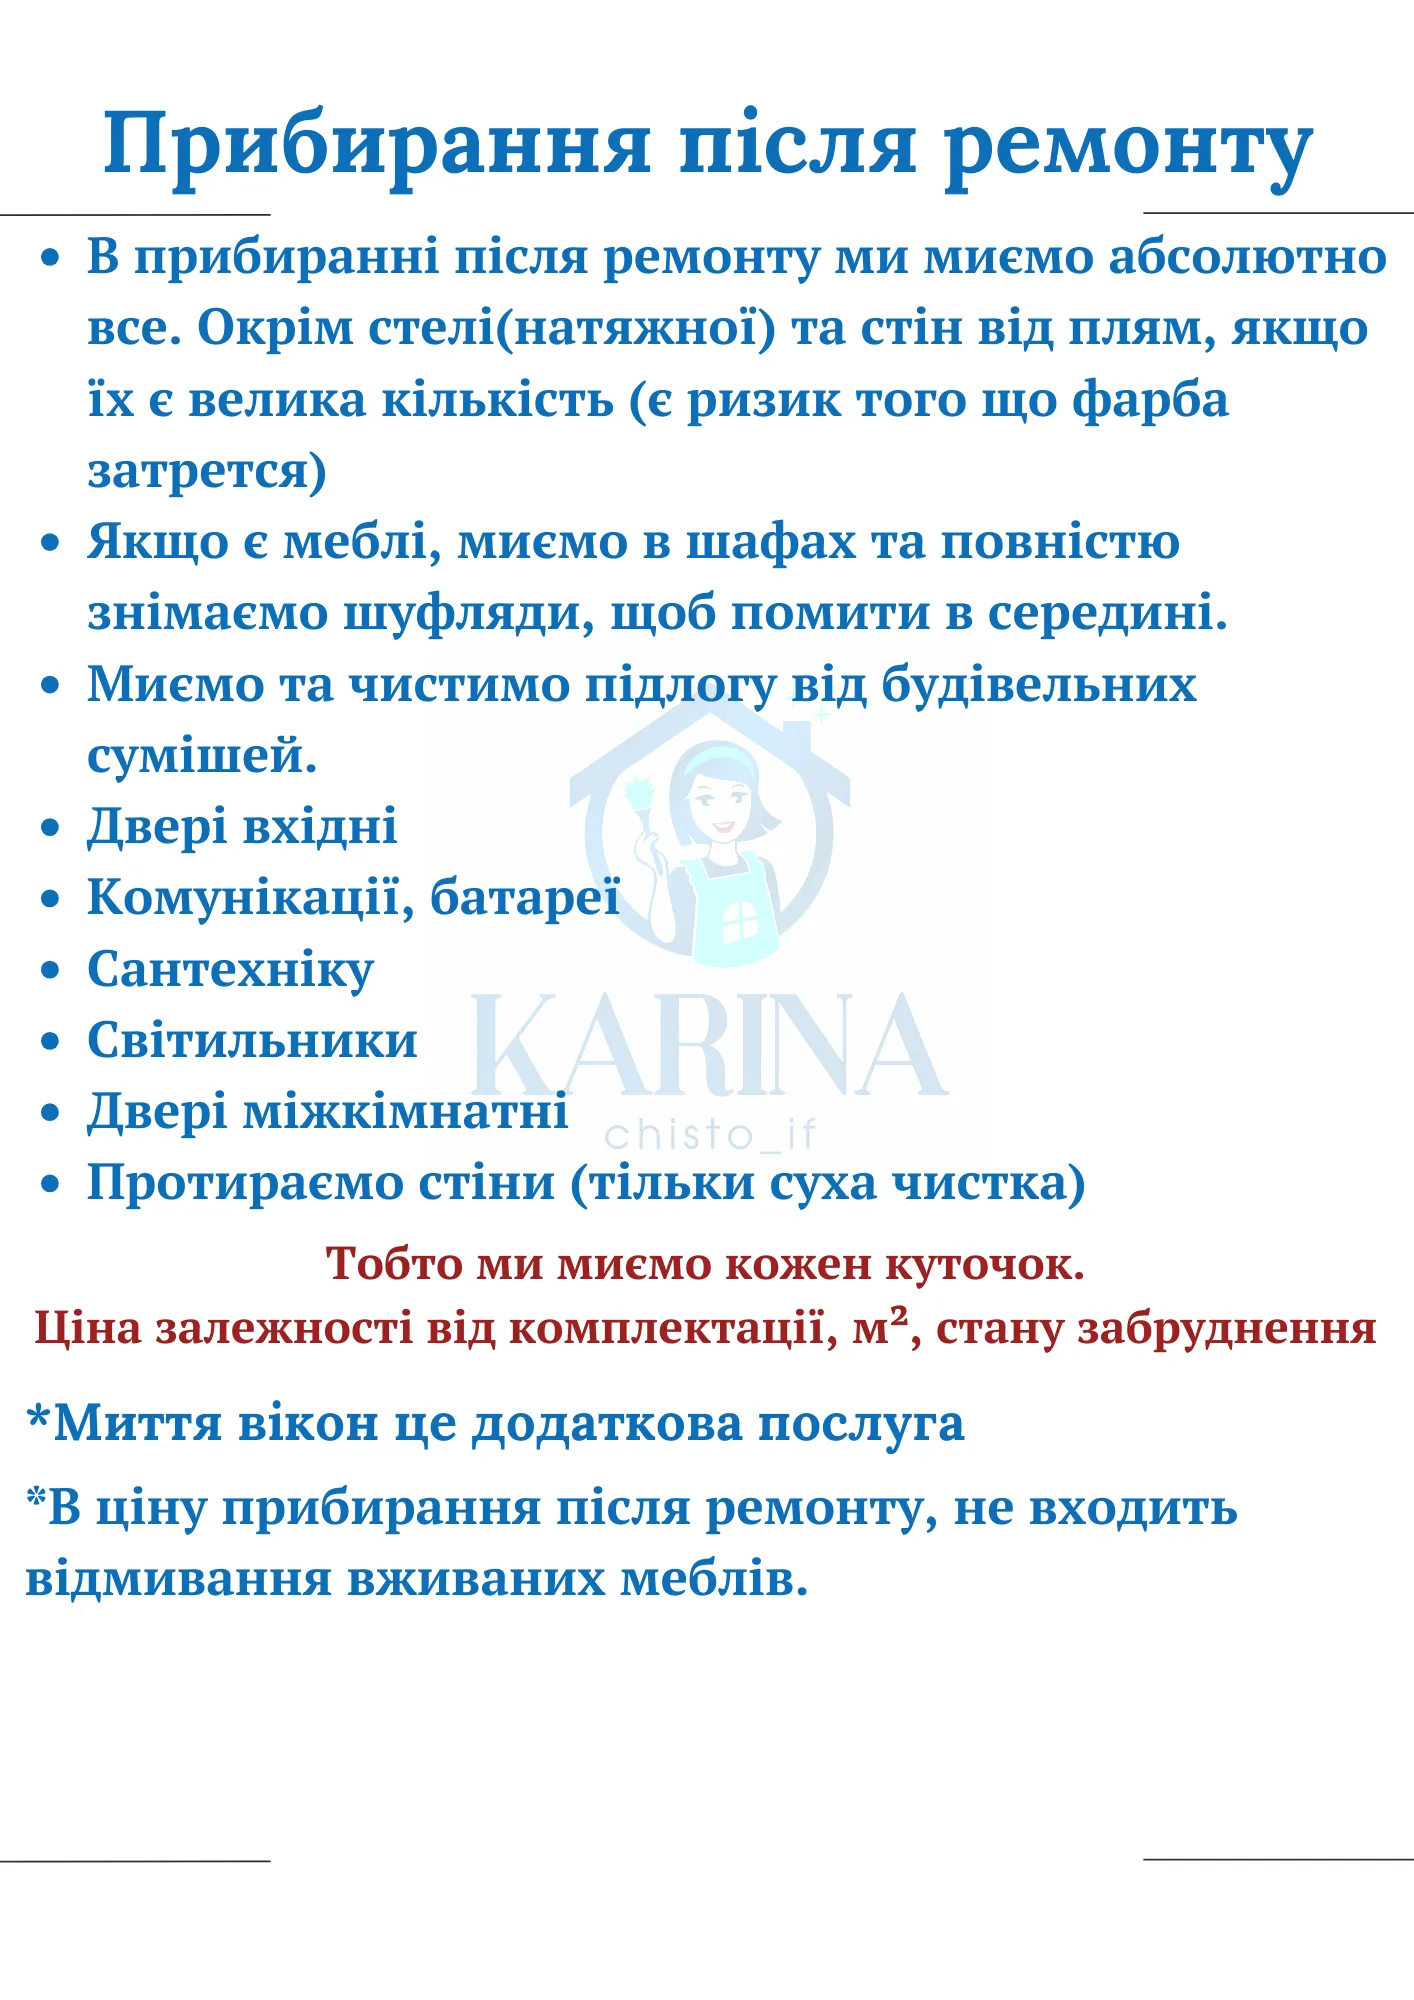 Прибирання після ремонту
• В прибиранні після ремонту ми миємо абсолютно
все. Окрім стелі(натяжної) та стін від плям, якщо
їх є велика кількість (є ризик того що фарба
затрется)
• Якщо є меблі, миємо в шафах та повністю
знімаємо шуфляди, щоб помити в середині.
• Миємо та чистимо підлогу від будівельних
сумішей.
• Двері вхідні
• Комунікації, батареї
• Сантехніку
• Світильники
• Двері міжкімнатні
• Протираємо стіни (тільки суха чистка)
KARINA
chisto_if
Тобто ми миємо кожен куточок.
Ціна залежності від комплектації, м², стану забруднення
*Миття вікон це додаткова послуга
*В ціну прибирання після ремонту, не входить
відмивання вживаних меблів.